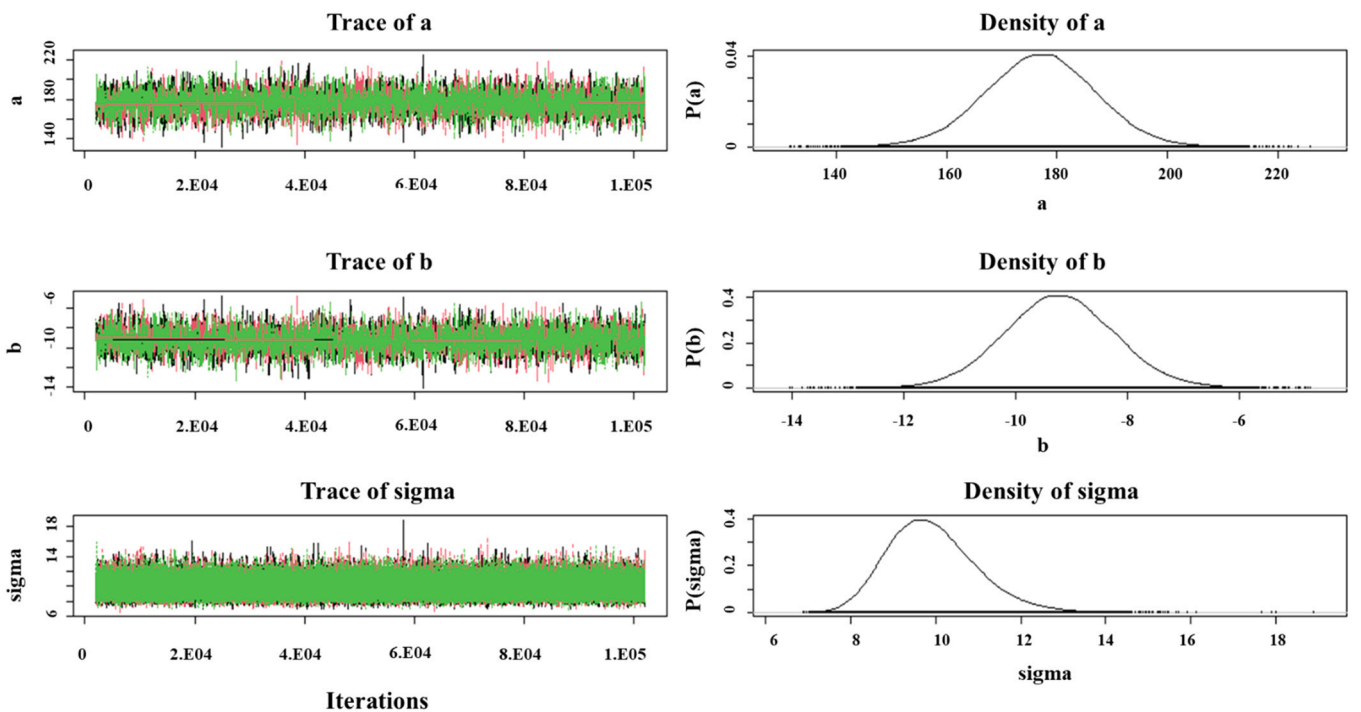 Trace of a
Density of a
a
220
180
140
0 2.E04 4.E04 6.E04 8.E04 1.E05
P(a)
0.04
0
140 160 180 200 220
a
Trace of b
Density of b
b
-6
-10
-14
0 2.E04 4.E04 6.E04 8.E04 1.E05
P(b)
0.4
0.2
0
-14 -12 -10 -8 -6
b
Trace of sigma
Density of sigma
sigma
18
14
6
0 2.E04 4.E04 6.E04 8.E04 1.E05
Iterations
P(sigma)
0.4
0.2
0
6 8 10 12 14 16 18
sigma